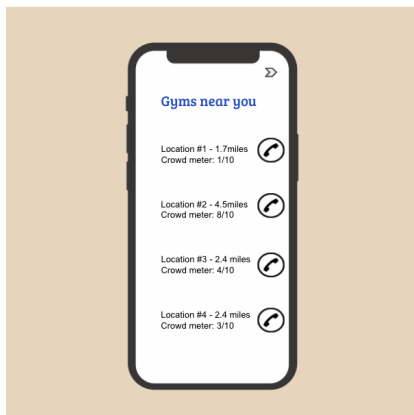 Gyms near you
Location #1 - 1.7miles
Crowd meter: 1/10
Location #2 - 4.5miles
Crowd meter: 8/10
Location #3 - 2.4 miles
Crowd meter: 4/10
Location #4 - 2.4 miles
Crowd meter: 3/10